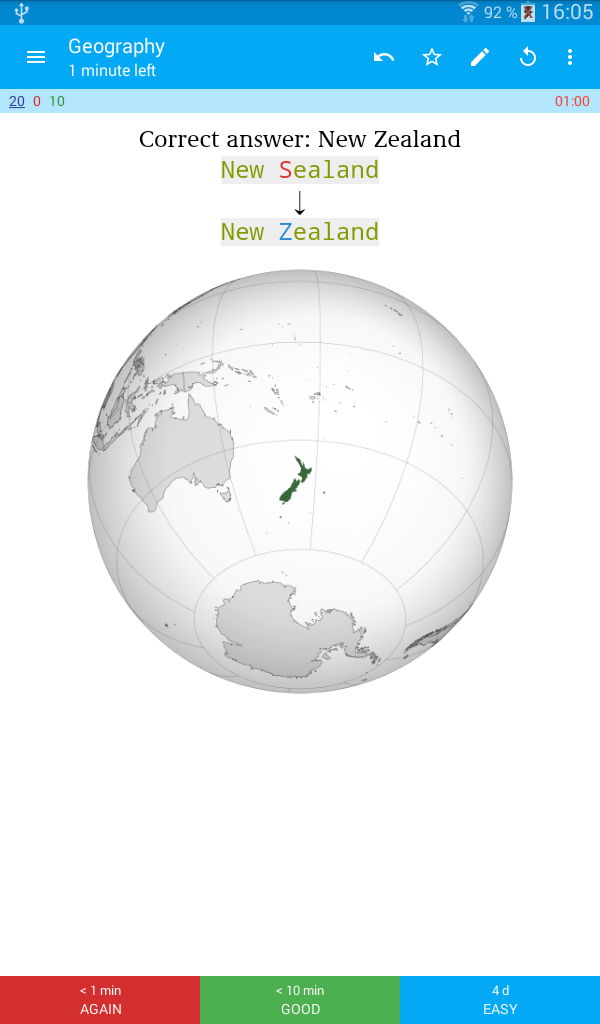 92 % 16:05
Geography
1 minute left
20 0 10 01:00
Correct answer: New Zealand
New Sealand
↓
New Zealand
< 1 min < 10 min 4 d
AGAIN GOOD EASY